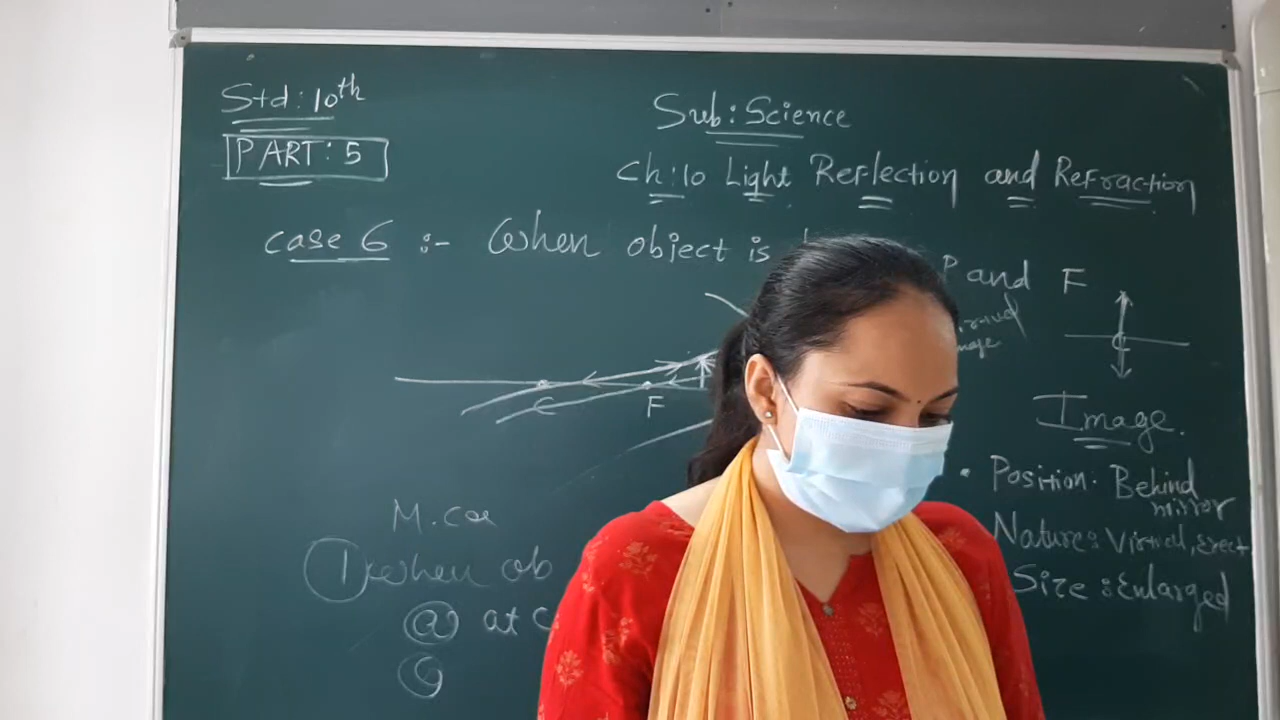 Std: 10th
PART: 5
Sub: Science
Ch:10 Light Reflection and Refraction
case 6 :- When object is
P and F
C
F
Image.
• Position. Behind mirror
Nature: Virtual, Erect
Size : Enlarged
M.
1 when ob
a at C